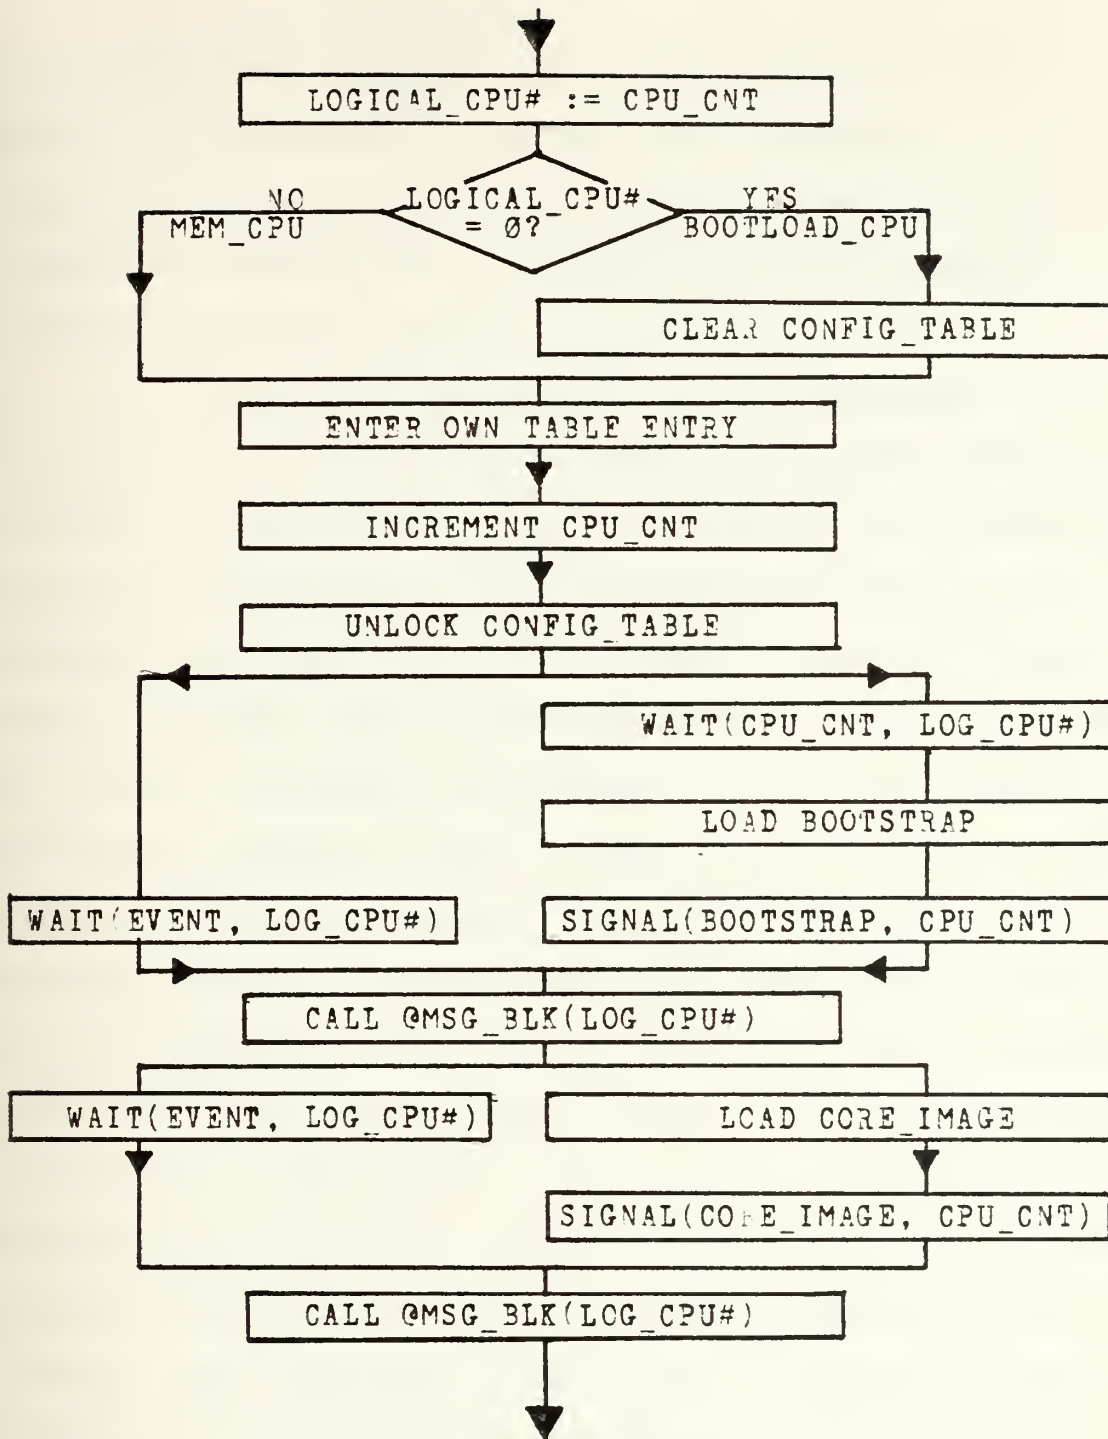 LOGICAL_CPU# := CPU_CNT
NO
MEM_CPU
LOGICAL_CPU#
= Ø?
YES
BOOTLOAD_CPU
CLEAR CONFIG_TABLE
ENTER OWN TABLE ENTRY
INCREMENT CPU_CNT
UNLOCK CONFIG_TABLE
WAIT(CPU_CNT, LOG_CPU#)
LOAD BOOTSTRAP
WAIT(EVENT, LOG_CPU#)
SIGNAL(BOOTSTRAP, CPU_CNT)
CALL @MSG_BLK(LOG_CPU#)
WAIT(EVENT, LOG_CPU#)
LOAD CORE_IMAGE
SIGNAL(CORE_IMAGE, CPU_CNT)
CALL @MSG_BLK(LOG_CPU#)